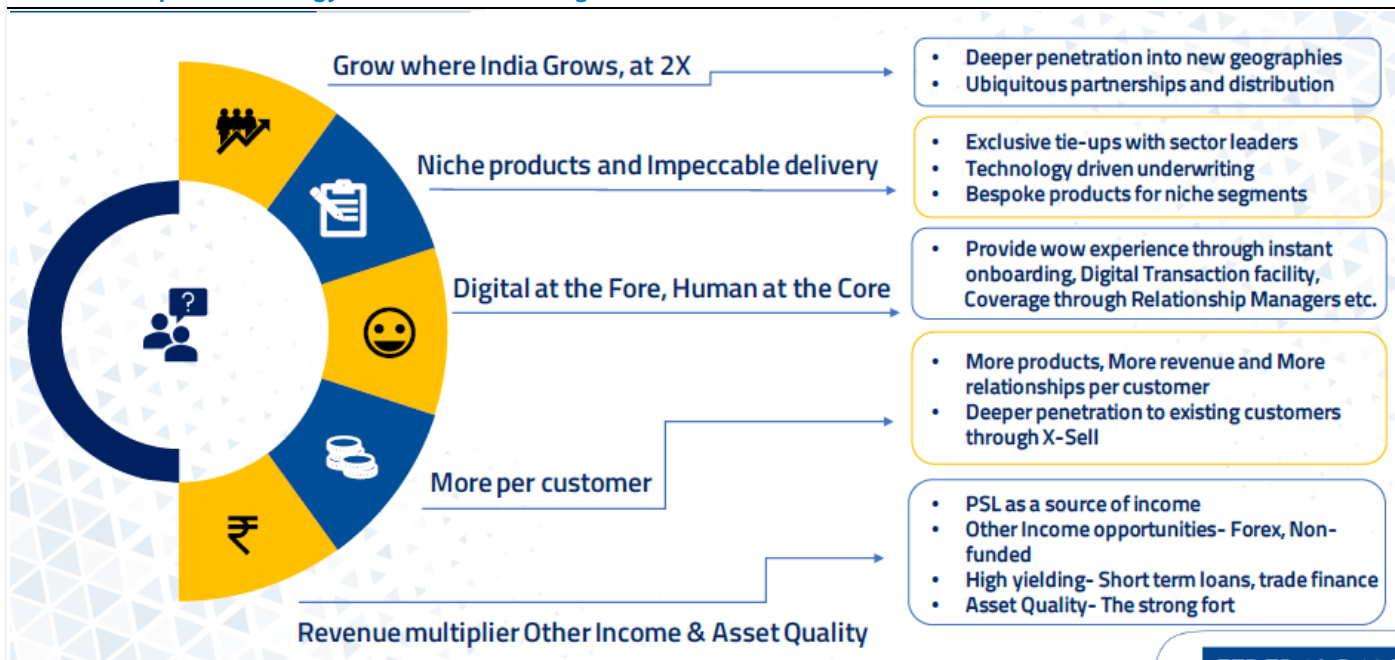 Grow where India Grows, at 2X
• Deeper penetration into new geographies
• Ubiquitous partnerships and distribution
Niche products and Impeccable delivery
• Exclusive tie-ups with sector leaders
• Technology driven underwriting
• Bespoke products for niche segments
Digital at the Fore, Human at the Core
• Provide wow experience through instant
onboarding, Digital Transaction facility,
Coverage through Relationship Managers etc.
More per customer
• More products, More revenue and More
relationships per customer
• Deeper penetration to existing customers
through X-Sell
Revenue multiplier Other Income & Asset Quality
• PSL as a source of income
• Other Income opportunities- Forex, Non-
funded
• High yielding- Short term loans, trade finance
• Asset Quality- The strong fort
?
₹